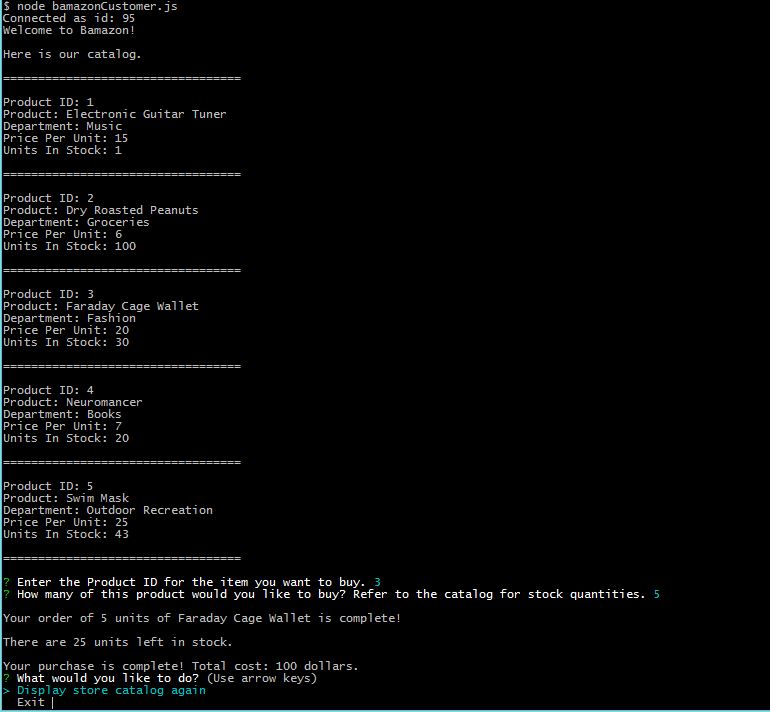 $ node bamazonCustomer.js
Connected as id: 95
Welcome to Bamazon!
Here is our catalog.
==================================
Product ID: 1
Product: Electronic Guitar Tuner
Department: Music
Price Per Unit: 15
Units In Stock: 1
==================================
Product ID: 2
Product: Dry Roasted Peanuts
Department: Groceries
Price Per Unit: 6
Units In Stock: 100
==================================
Product ID: 3
Product: Faraday Cage Wallet
Department: Fashion
Price Per Unit: 20
Units In Stock: 30
==================================
Product ID: 4
Product: Neuromancer
Department: Books
Price Per Unit: 7
Units In Stock: 20
==================================
Product ID: 5
Product: Swim Mask
Department: Outdoor Recreation
Price Per Unit: 25
Units In Stock: 43
==================================
? Enter the Product ID for the item you want to buy. 3
? How many of this product would you like to buy? Refer to the catalog for stock quantities. 5
Your order of 5 units of Faraday Cage Wallet is complete!
There are 25 units left in stock.
Your purchase is complete! Total cost: 100 dollars.
? What would you like to do? (Use arrow keys)
> Display store catalog again
Exit